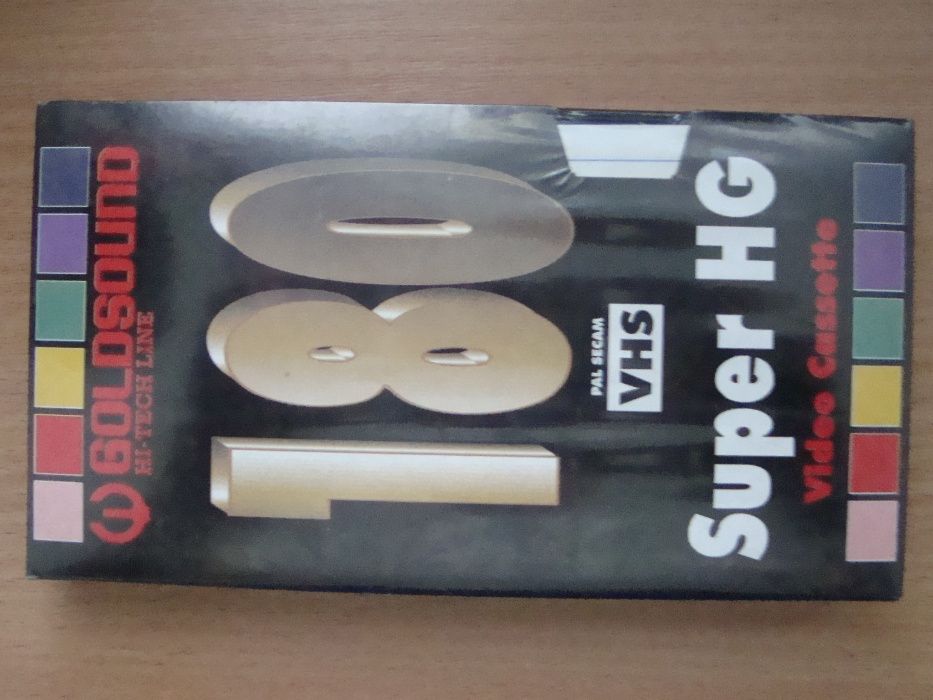 GOLDSOUND
HI-TECH LINE
180
PAL SECAM
VHS
Super HG
Video Cassette